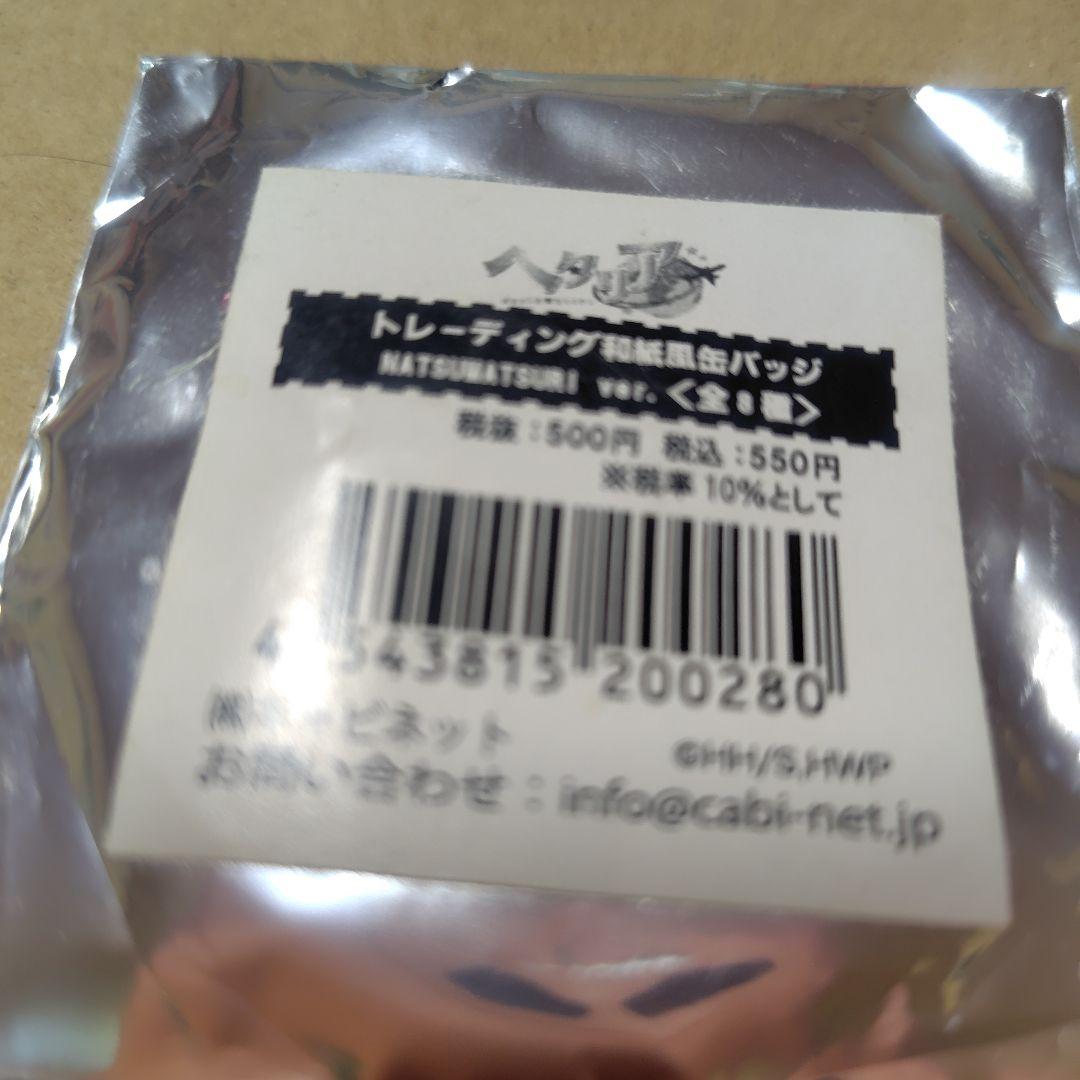 ヘタリア
トレーディング和紙風缶バッジ
NATSUMATSURI ver.<全8種>
税抜：500円 税込：550円
※税率10％として
4 543815 200280
㈱キャビネット
©HH/S,HWP
お問い合わせ：info@cabi-net.jp